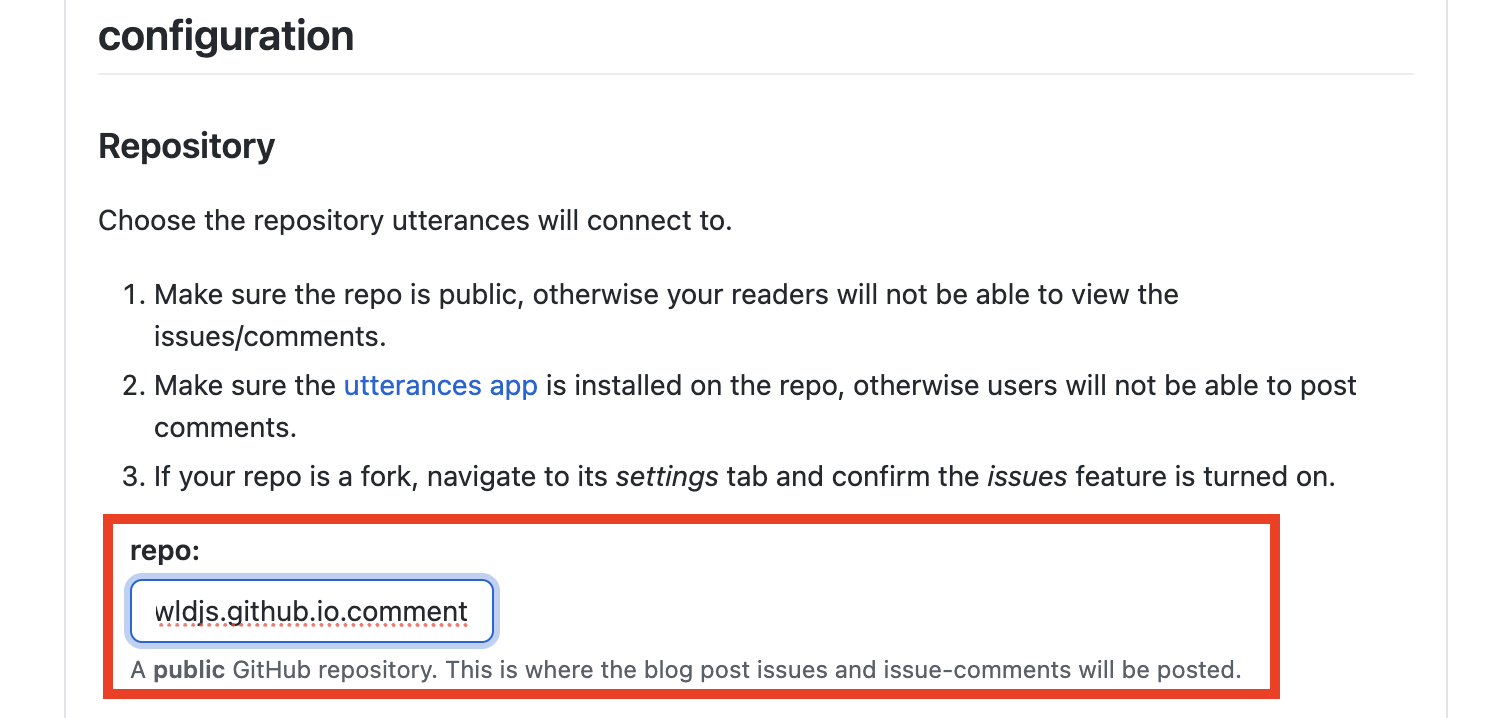 configuration
Repository
Choose the repository utterances will connect to.
1. Make sure the repo is public, otherwise your readers will not be able to view the
issues/comments.
2. Make sure the utterances app is installed on the repo, otherwise users will not be able to post
comments.
3. If your repo is a fork, navigate to its settings tab and confirm the issues feature is turned on.
repo:
wldjs.github.io.comment
A public GitHub repository. This is where the blog post issues and issue-comments will be posted.